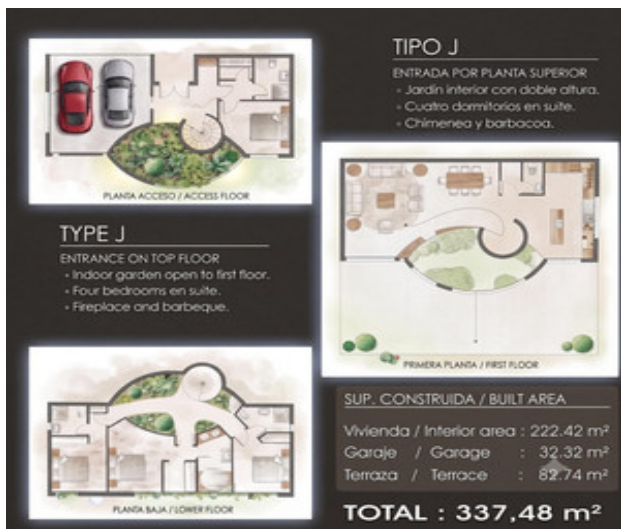 TIPO J
ENTRADA POR PLANTA SUPERIOR
- Jardín interior con doble altura.
- Cuatro dormitorios en suite.
- Chimenea y barbacoa.
PLANTA ACCESO / ACCESS FLOOR
TYPE J
ENTRANCE ON TOP FLOOR
- Indoor garden open to first floor.
- Four bedrooms en suite.
- Fireplace and barbeque.
PRIMERA PLANTA / FIRST FLOOR
PLANTA BAJA / LOWER FLOOR
SUP. CONSTRUIDA / BUILT AREA
Vivienda / Interior area : 222.42 m²
Garaje / Garage : 32.32 m²
Terraza / Terrace : 82.74 m²
TOTAL : 337,48 m²